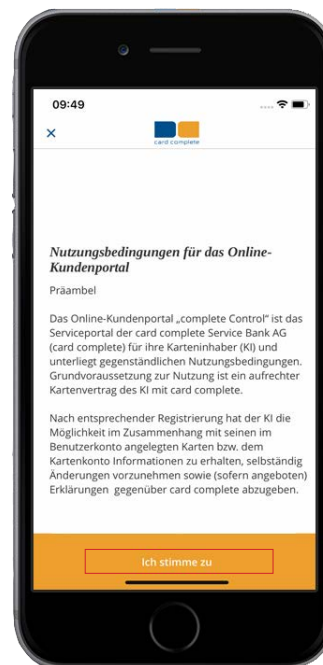 09:49
card complete
Nutzungsbedingungen für das Online-
Kundenportal
Präambel
Das Online-Kundenportal „complete Control“ ist das
Serviceportal der card complete Service Bank AG
(card complete) für ihre Karteninhaber (KI) und
unterliegt gegenständlichen Nutzungsbedingungen.
Grundvoraussetzung zur Nutzung ist ein aufrechter
Kartenvertrag des KI mit card complete.
Nach entsprechender Registrierung hat der KI die
Möglichkeit im Zusammenhang mit seinen im
Benutzerkonto angelegten Karten bzw. dem
Kartenkonto Informationen zu erhalten, selbständig
Änderungen vorzunehmen sowie (sofern angeboten)
Erklärungen gegenüber card complete abzugeben.
Ich stimme zu